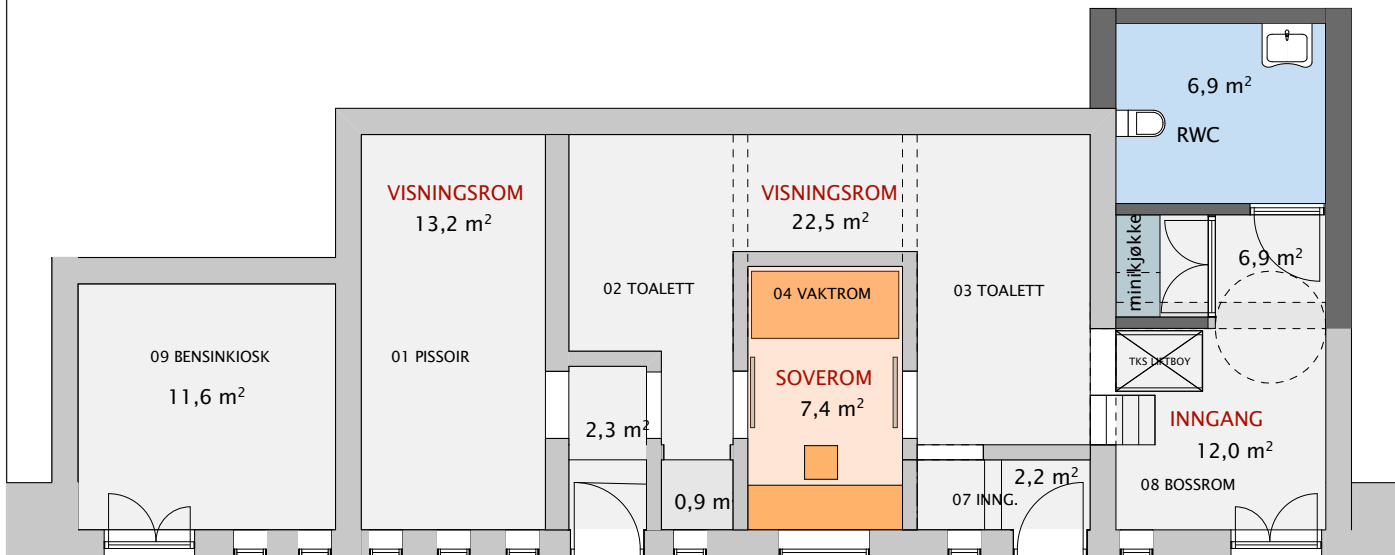 6,9 m²
RWC
VISNINGSROM
13,2 m²
VISNINGSROM
22,5 m²
minikjøkke
6,9 m²
02 TOALETT
04 VAKTROM
03 TOALETT
09 BENSINKIOSK
11,6 m²
01 PISSOIR
TKS LIFTBOY
SOVEROM
7,4 m²
2,3 m²
INNGANG
12,0 m²
0,9 m
07 INNG.
2,2 m²
08 BOSSROM